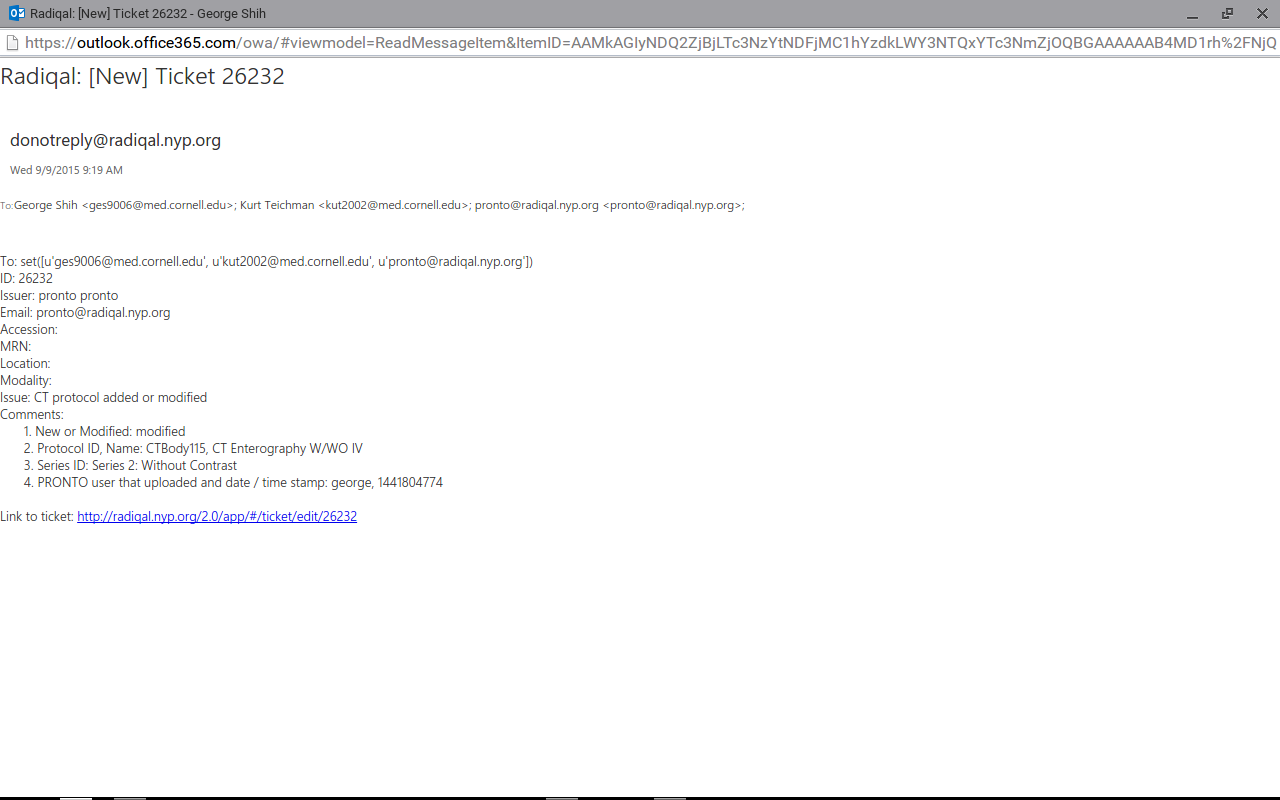 Radiqal: [New] Ticket 26232 - George Shih
https://outlook.office365.com/owa/#viewmodel=ReadMessageItem&ItemID=AAMkAGIyNDQ2ZjBjLTc3NzYtNDFjMC1hYzdkLWY3NTQxYTc3NmZjOQBGAAAAAAB4MD1rh%2FNjQ
Radiqal: [New] Ticket 26232
donotreply@radiqal.nyp.org
Wed 9/9/2015 9:19 AM
To:George Shih <ges9006@med.cornell.edu>; Kurt Teichman <kut2002@med.cornell.edu>; pronto@radiqal.nyp.org <pronto@radiqal.nyp.org>;
To: set([u'ges9006@med.cornell.edu', u'kut2002@med.cornell.edu', u'pronto@radiqal.nyp.org'])
ID: 26232
Issuer: pronto pronto
Email: pronto@radiqal.nyp.org
Accession:
MRN:
Location:
Modality:
Issue: CT protocol added or modified
Comments:
1. New or Modified: modified
2. Protocol ID, Name: CTBody115, CT Enterography W/WO IV
3. Series ID: Series 2: Without Contrast
4. PRONTO user that uploaded and date / time stamp: george, 1441804774
Link to ticket: http://radiqal.nyp.org/2.0/app/#/ticket/edit/26232